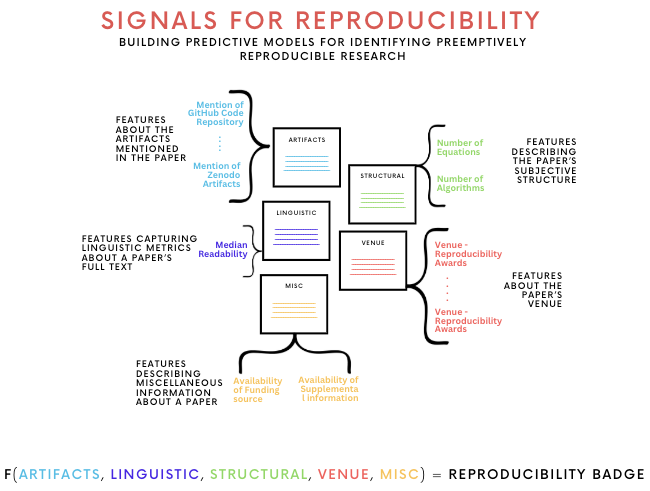 SIGNALS FOR REPRODUCIBILITY
BUILDING PREDICTIVE MODELS FOR IDENTIFYING PREEMPTIVELY
REPRODUCIBLE RESEARCH
FEATURES
ABOUT THE
ARTIFACTS
MENTIONED
IN THE PAPER
Mention of
GitHub Code
Repository
Mention of
Zenodo
Artifacts
ARTIFACTS
STRUCTURAL
Number of
Equations
Number of
Algorithms
FEATURES
DESCRIBING
THE PAPER'S
SUBJECTIVE
STRUCTURE
FEATURES CAPTURING
LINGUISTIC METRICS
ABOUT A PAPER'S
FULL TEXT
Median
Readability
LINGUISTIC
VENUE
Venue -
Reproducibility
Awards
Venue -
Reproducibility
Awards
FEATURES
ABOUT THE
PAPER'S
VENUE
MISC
FEATURES
DESCRIBING
MISCELLANEOUS
INFORMATION
ABOUT A PAPER
Availability
of Funding
source
Availability of
Supplementa
l information
F(ARTIFACTS, LINGUISTIC, STRUCTURAL, VENUE, MISC) = REPRODUCIBILITY BADGE